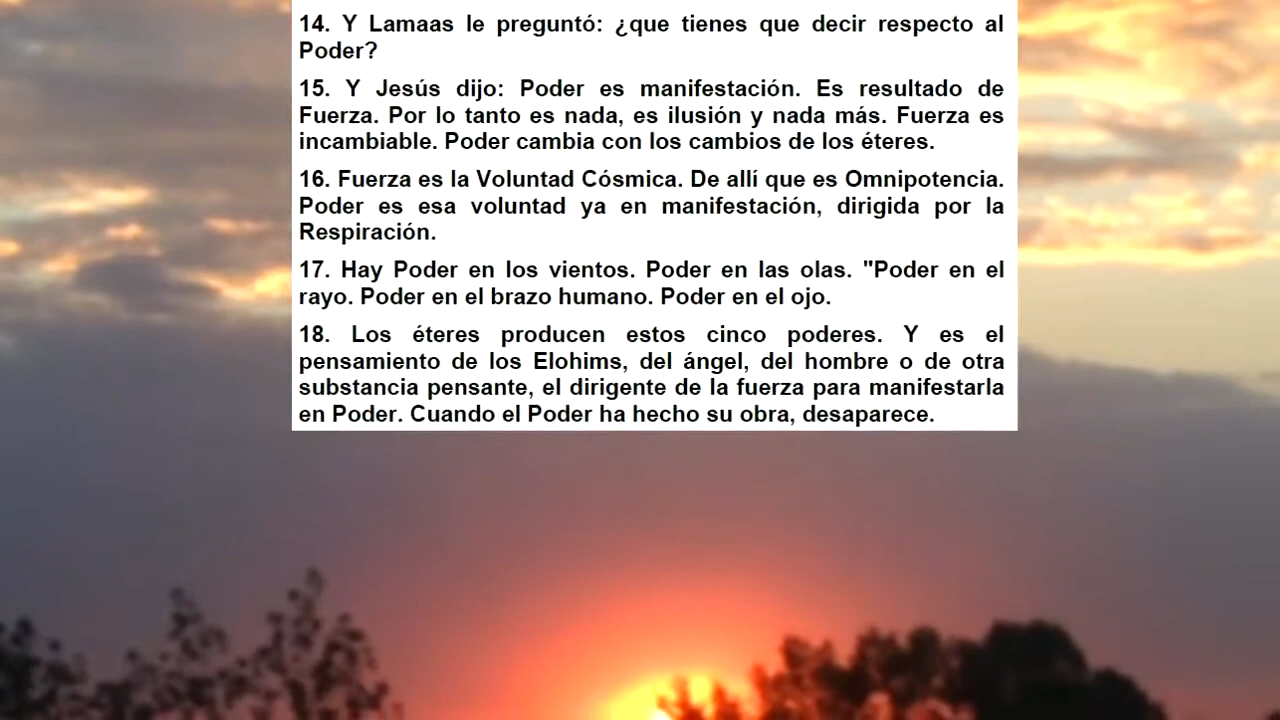 14. Y Lamaas le preguntó: ¿que tienes que decir respecto al
Poder?
15. Y Jesús dijo: Poder es manifestación. Es resultado de
Fuerza. Por lo tanto es nada, es ilusión y nada más. Fuerza es
incambiable. Poder cambia con los cambios de los éteres.
16. Fuerza es la Voluntad Cósmica. De allí que es Omnipotencia.
Poder es esa voluntad ya en manifestación, dirigida por la
Respiración.
17. Hay Poder en los vientos. Poder en las olas. "Poder en el
rayo. Poder en el brazo humano. Poder en el ojo.
18. Los éteres producen estos cinco poderes. Y es el
pensamiento de los Elohims, del ángel, del hombre o de otra
substancia pensante, el dirigente de la fuerza para manifestarla
en Poder. Cuando el Poder ha hecho su obra, desaparece.